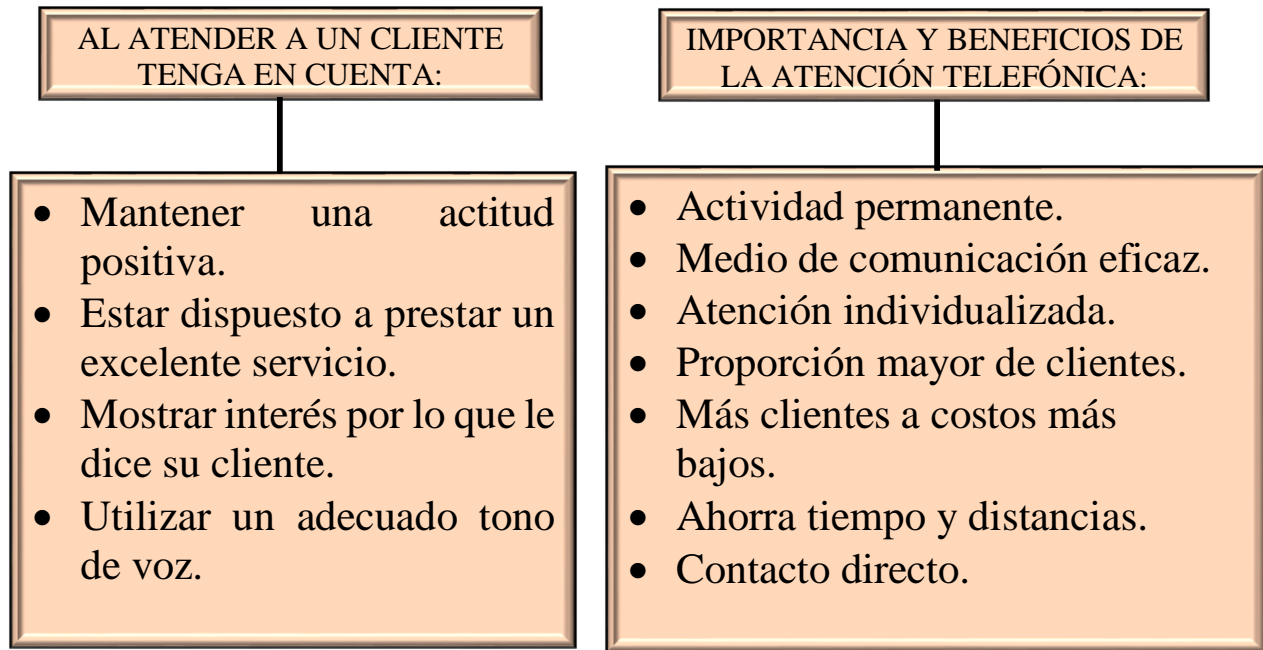 AL ATENDER A UN CLIENTE
TENGA EN CUENTA:
• Mantener una actitud
positiva.
• Estar dispuesto a prestar un
excelente servicio.
• Mostrar interés por lo que le
dice su cliente.
• Utilizar un adecuado tono
de voz.
IMPORTANCIA Y BENEFICIOS DE
LA ATENCIÓN TELEFÓNICA:
• Actividad permanente.
• Medio de comunicación eficaz.
• Atención individualizada.
• Proporción mayor de clientes.
• Más clientes a costos más
bajos.
• Ahorra tiempo y distancias.
• Contacto directo.